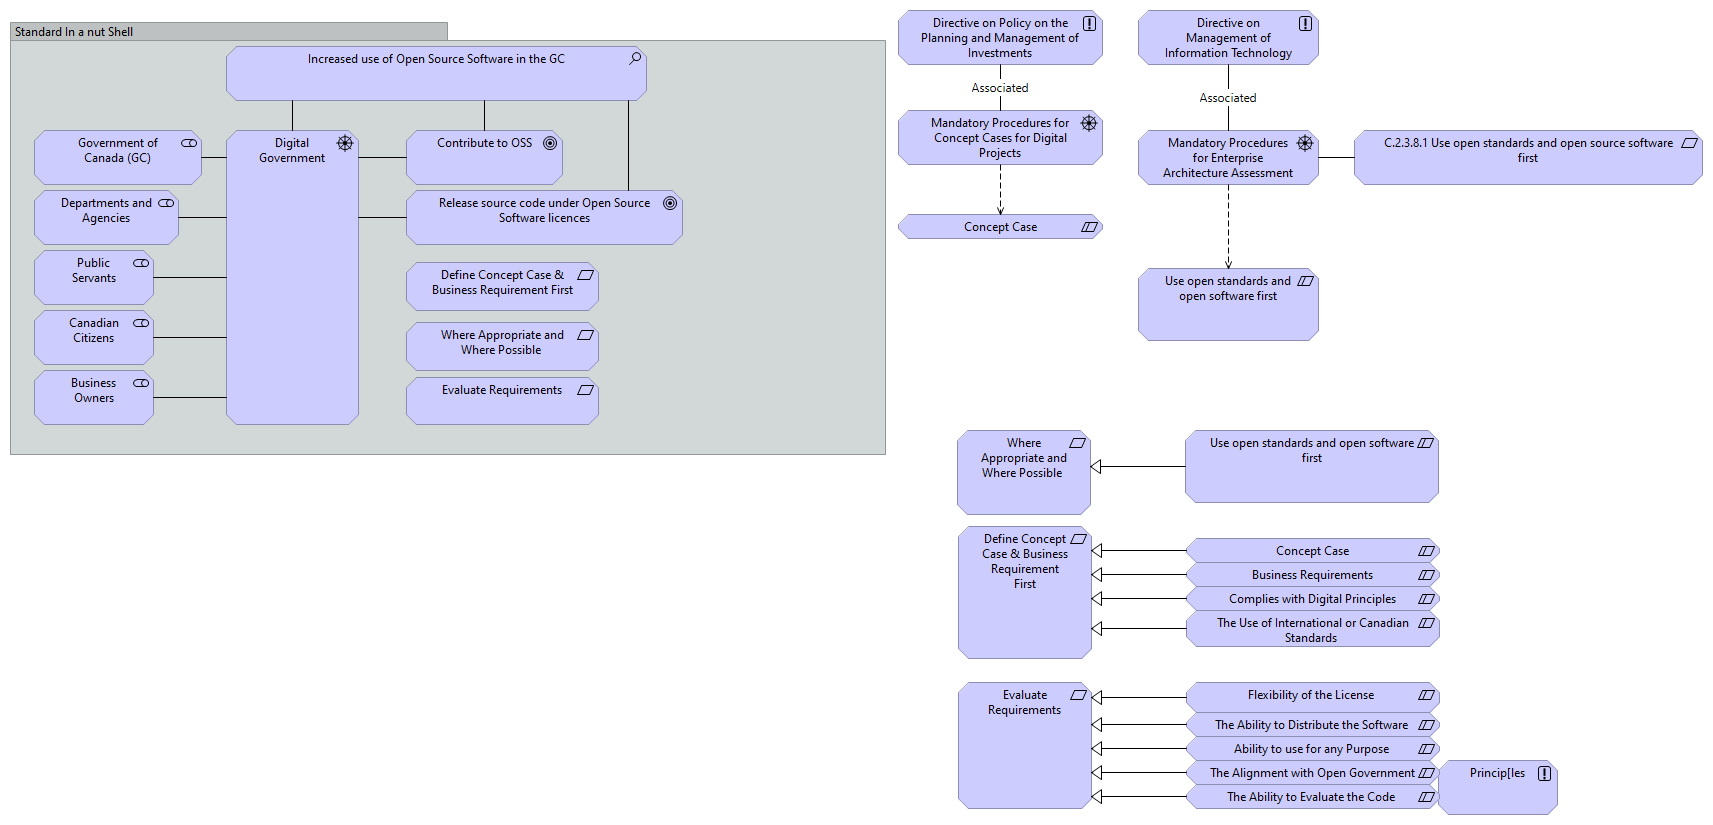 Standard In a nut Shell
Increased use of Open Source Software in the GC
Government of
Canada (GC)
Departments and
Agencies
Public
Servants
Canadian
Citizens
Business
Owners
Digital
Government
Contribute to OSS
Release source code under Open Source
Software licences
Define Concept Case &
Business Requirement First
Where Appropriate and
Where Possible
Evaluate Requirements
Directive on Policy on the
Planning and Management of
Investments
Associated
Mandatory Procedures for
Concept Cases for Digital
Projects
Concept Case
Directive on
Management of
Information Technology
Associated
Mandatory Procedures
for Enterprise
Architecture Assessment
C.2.3.8.1 Use open standards and open source software
first
Use open standards and
open software first
Where
Appropriate and
Where Possible
Use open standards and open software
first
Define Concept
Case & Business
Requirement
First
Concept Case
Business Requirements
Complies with Digital Principles
The Use of International or Canadian
Standards
Evaluate
Requirements
Flexibility of the License
The Ability to Distribute the Software
Ability to use for any Purpose
The Alignment with Open Government
The Ability to Evaluate the Code
Princip[les